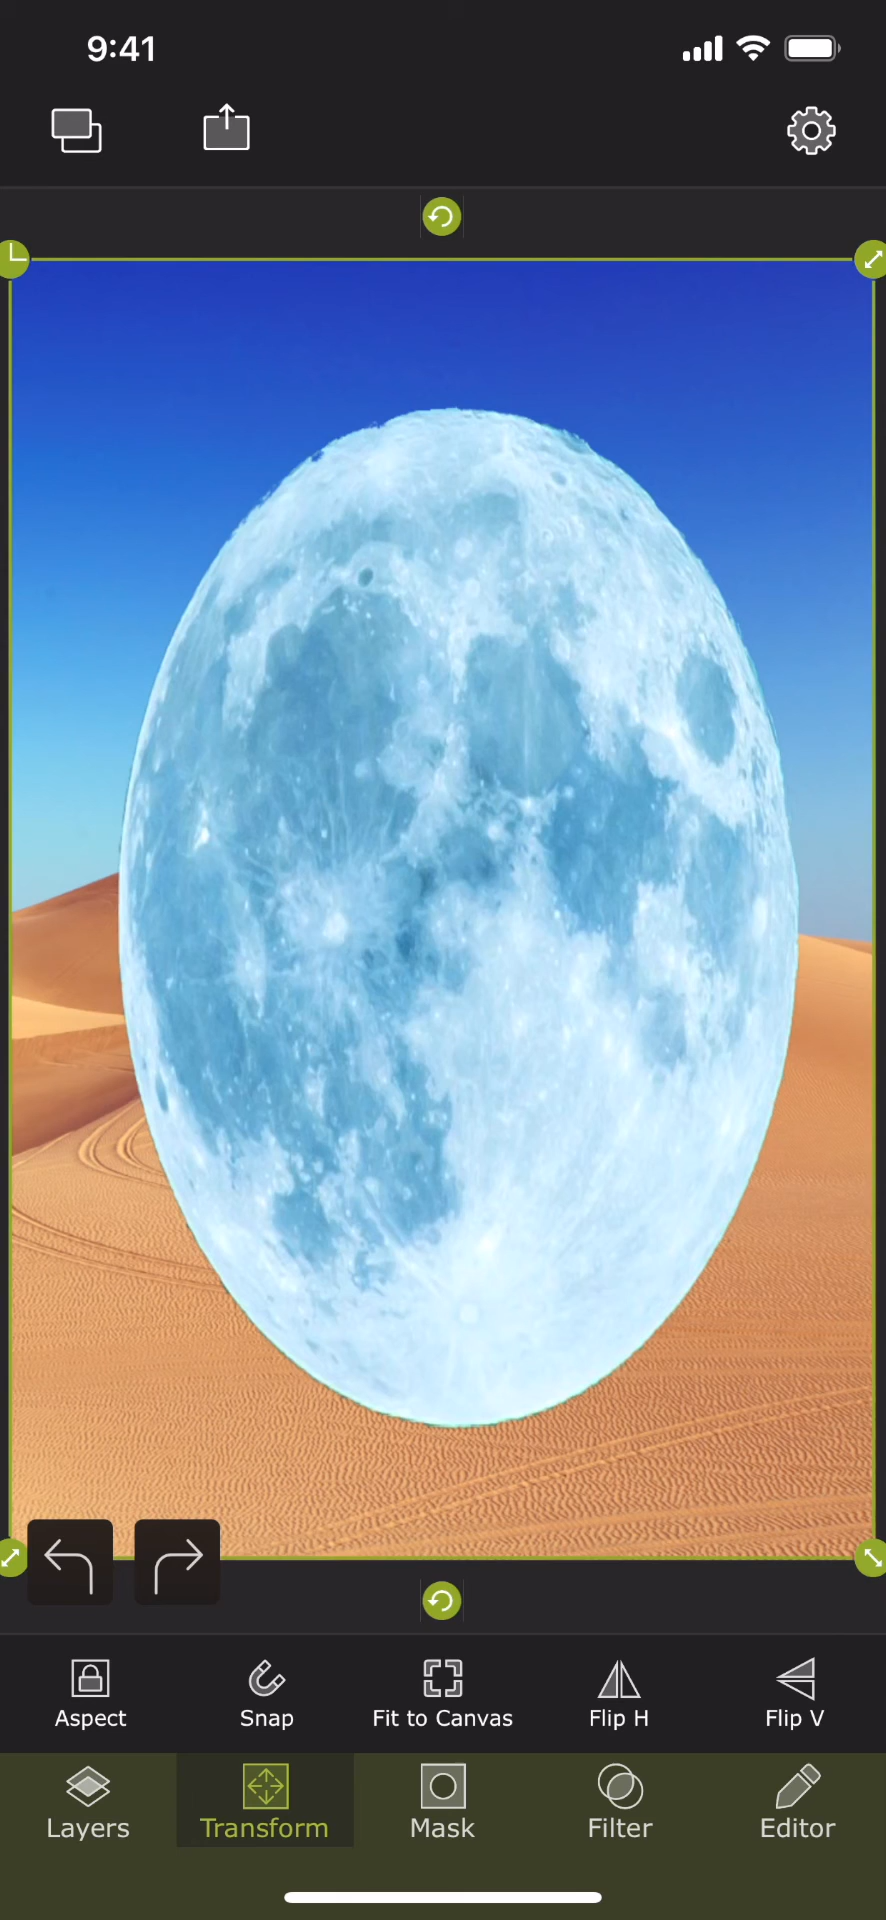 9:41
Aspect
Snap
Fit to Canvas
Flip H
Flip V
Layers
Transform
Mask
Filter
Editor